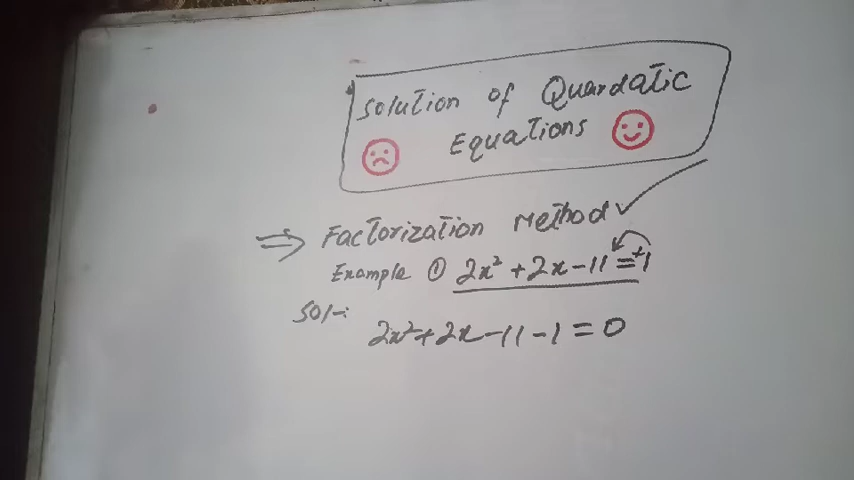 Solution of Quardatic
Equations
⇒ Factorization Method ✓
Example ① 2x² + 2x - 11 = +1
Sol:-
2x² + 2x - 11 - 1 = 0